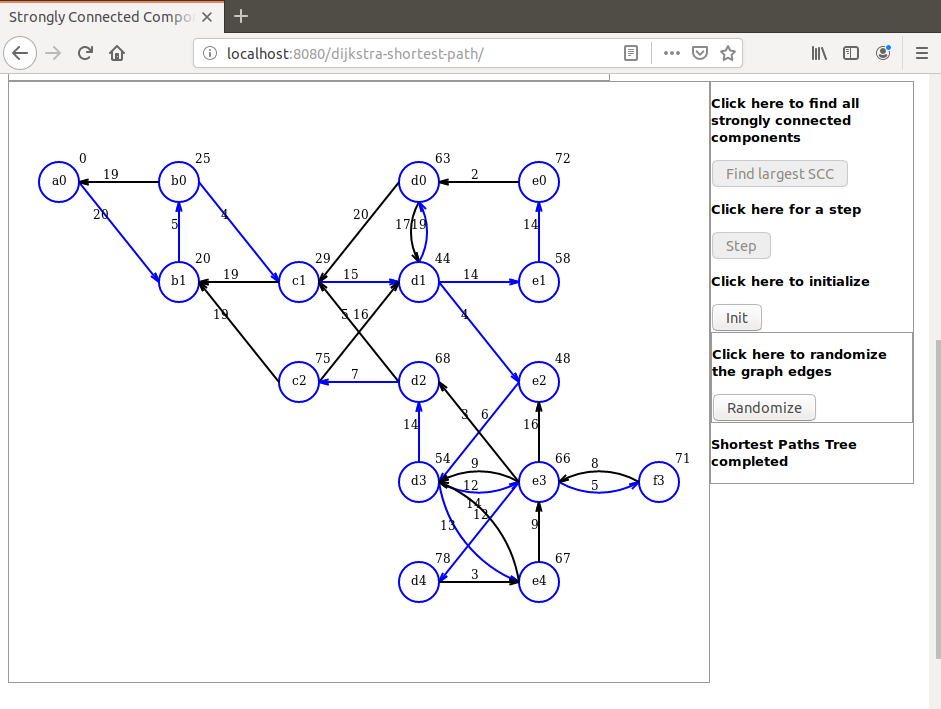 Strongly Connected Compo
localhost:8080/dijkstra-shortest-path/
0 25 63 72
a0 19 b0 d0 2 e0
20 4 20
5 17 19 14
20 29 44 58
b1 19 c1 15 d1 14 e1
19 5 16 4
75 68 48
c2 7 d2 e2
3 6
14 16
54 9 66 8 71
d3 12 e3 5 f3
14
12
13 9
78 67
d4 3 e4
Click here to find all
strongly connected
components
Find largest SCC
Click here for a step
Step
Click here to initialize
Init
Click here to randomize
the graph edges
Randomize
Shortest Paths Tree
completed